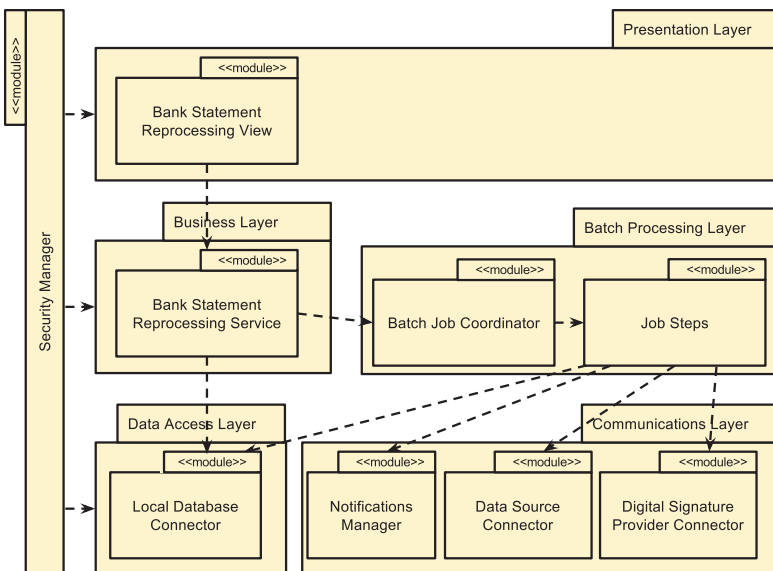 <<module>>
Security Manager
Presentation Layer
<<module>>
Bank Statement
Reprocessing View
Business Layer
<<module>>
Bank Statement
Reprocessing Service
Batch Processing Layer
<<module>>
Batch Job Coordinator
<<module>>
Job Steps
Data Access Layer
<<module>>
Local Database
Connector
Communications Layer
<<module>>
Notifications
Manager
<<module>>
Data Source
Connector
<<module>>
Digital Signature
Provider Connector